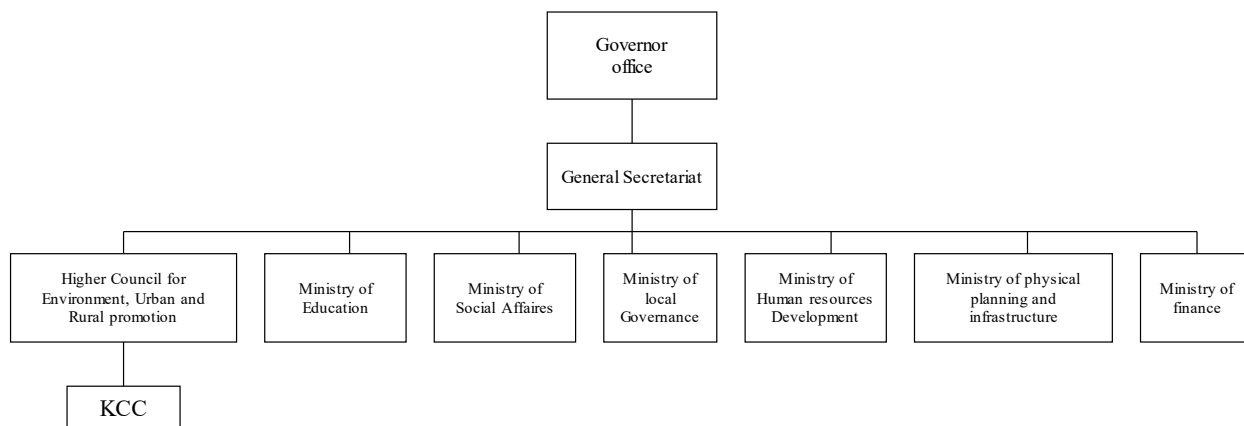 Governor
office
General Secretariat
Higher Council for
Environment, Urban and
Rural promotion
Ministry of
Education
Ministry of
Social Affaires
Ministry of
local
Governance
Ministry of
Human resources
Development
Ministry of physical
planning and
infrastructure
Ministry of
finance
KCC